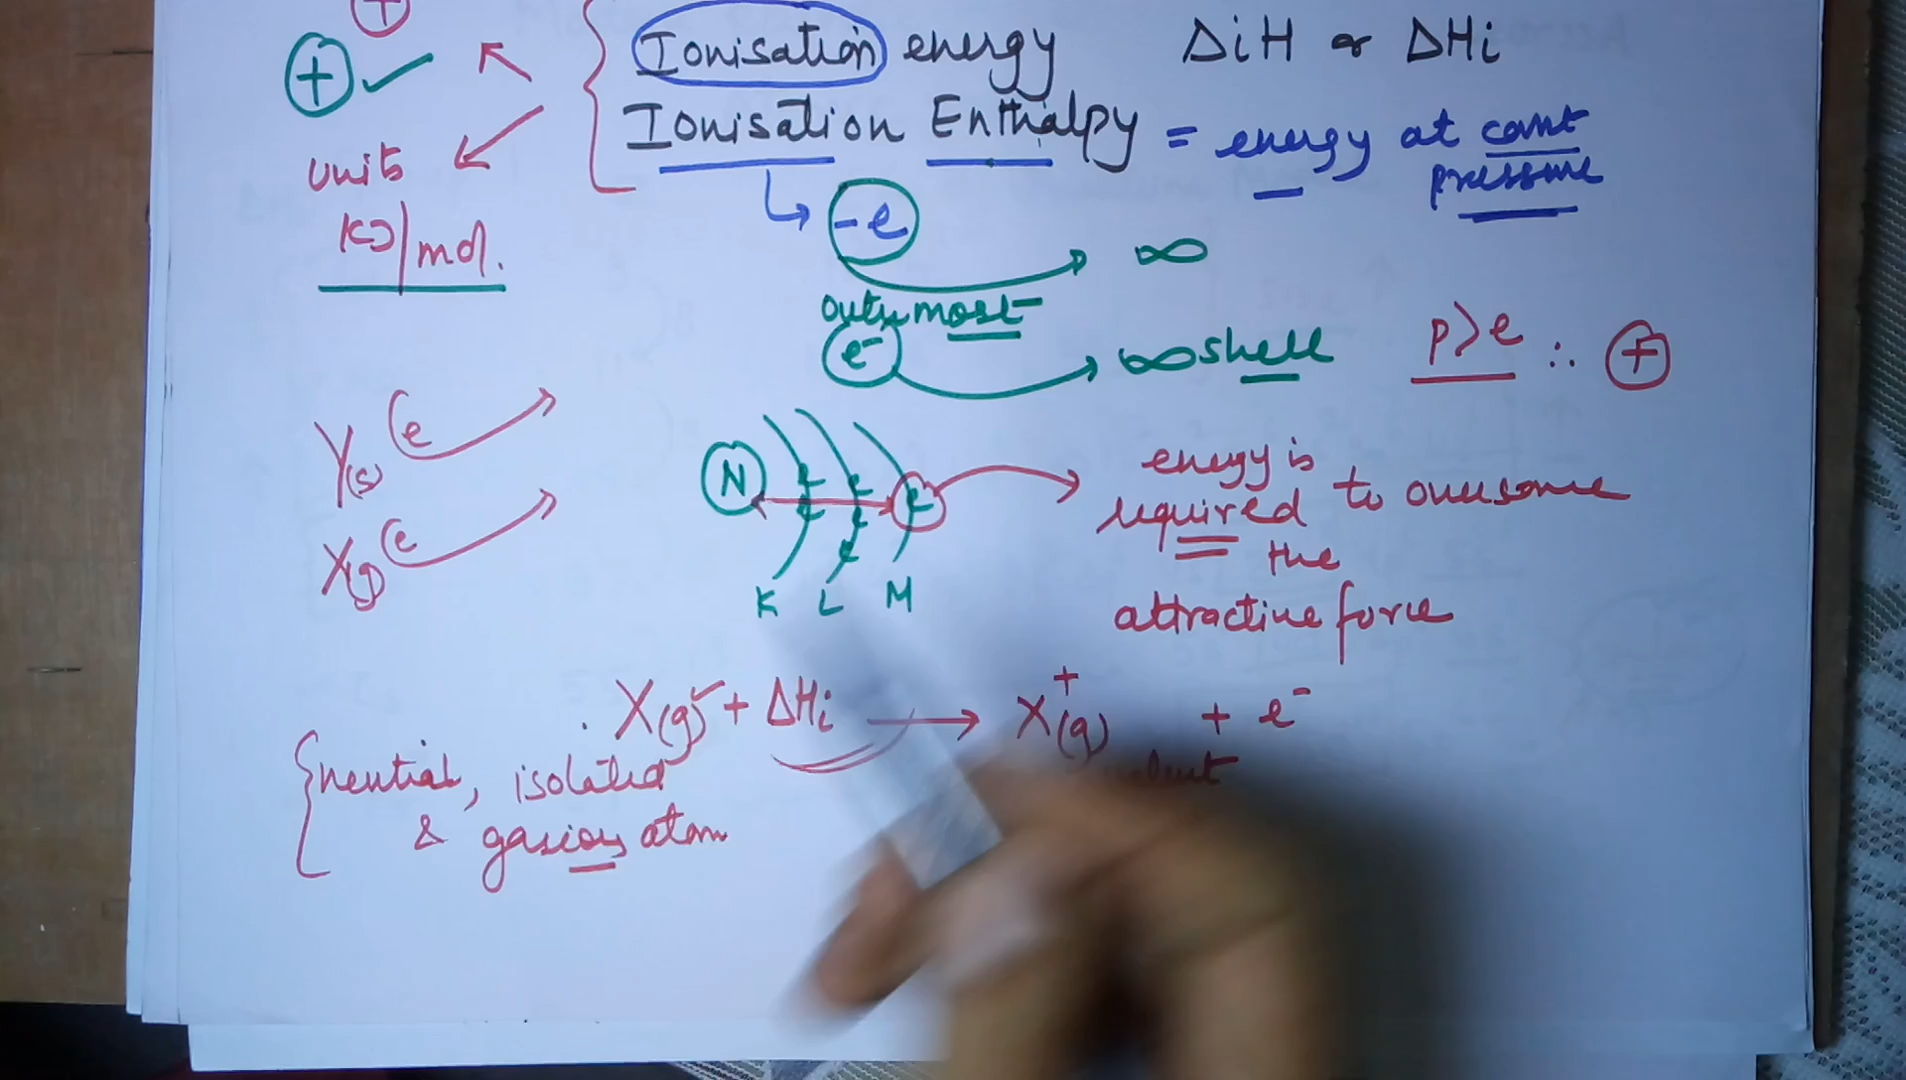 +
+
Ionisation energy ΔiH or ΔHi
Ionisation Enthalpy = energy at const
pressure
units
KJ/mol.
-e ∞
outermost
e⁻ ∞ shell p>e ∴ +
Y(s) e
X(g) e
N e e e e e e
K L M
energy is
required to overcome
the
attractive force
X(g) + ΔHi → X⁺(g) + e⁻
neutral, isolated
& gasious atom